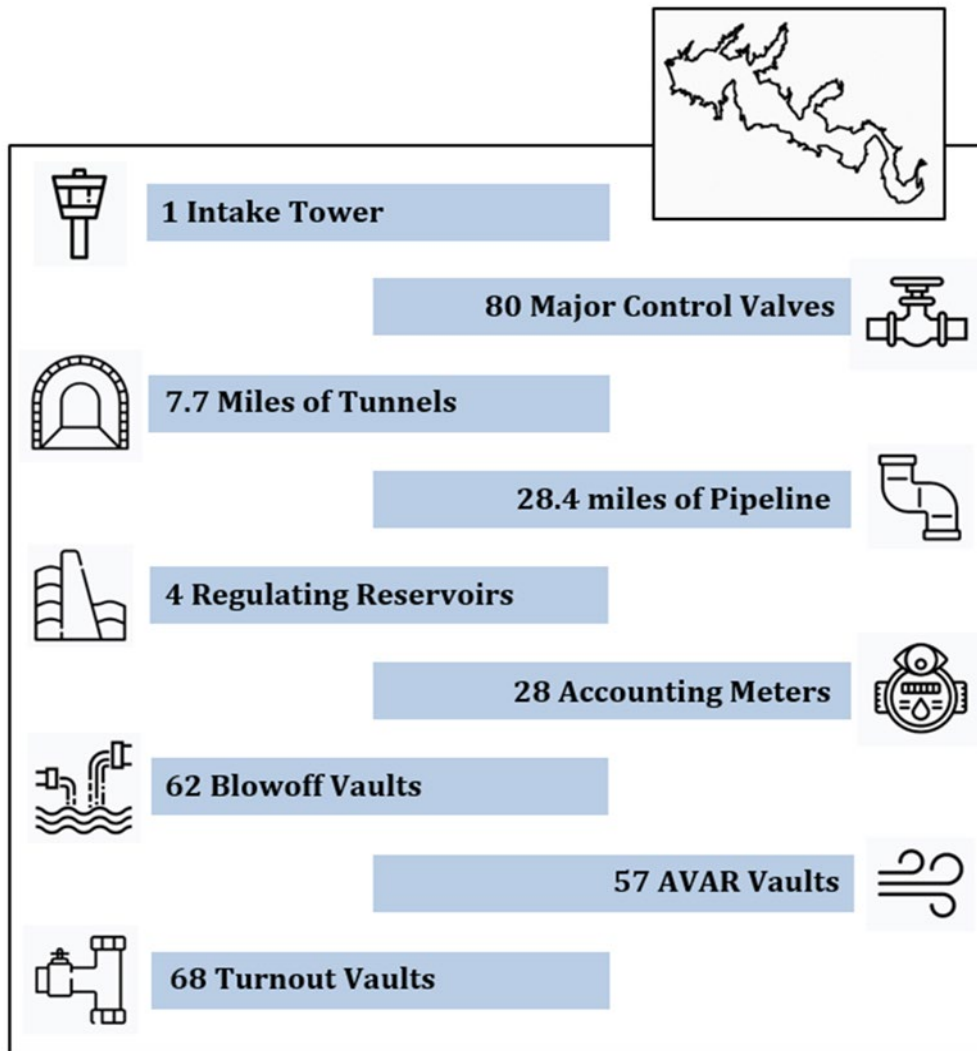 1 Intake Tower
80 Major Control Valves
7.7 Miles of Tunnels
28.4 miles of Pipeline
4 Regulating Reservoirs
28 Accounting Meters
62 Blowoff Vaults
57 AVAR Vaults
68 Turnout Vaults